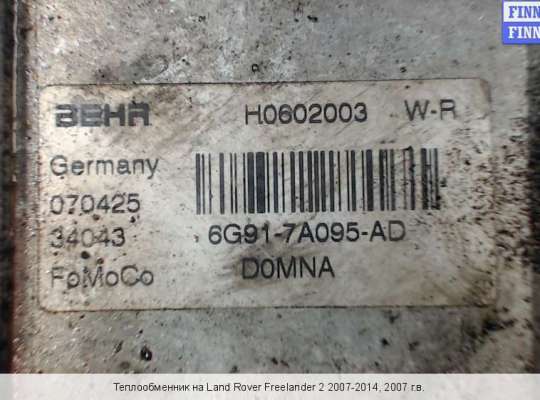 FINN
FINN
BEHR H0602003 W-R
Germany
070425
34043 6G91-7A095-AD
FoMoCo D0MNA
Теплообменник на Land Rover Freelander 2 2007-2014, 2007 г.в.